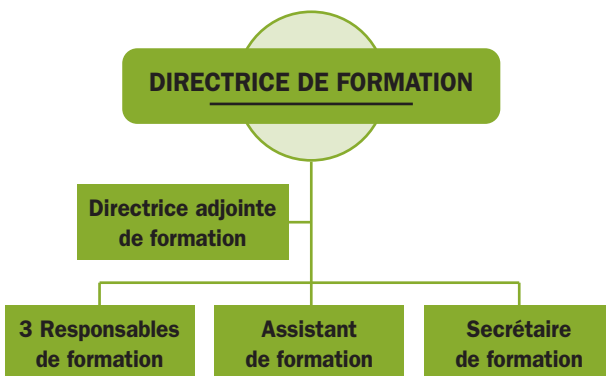 DIRECTRICE DE FORMATION
Directrice adjointe
de formation
3 Responsables
de formation
Assistant
de formation
Secrétaire
de formation